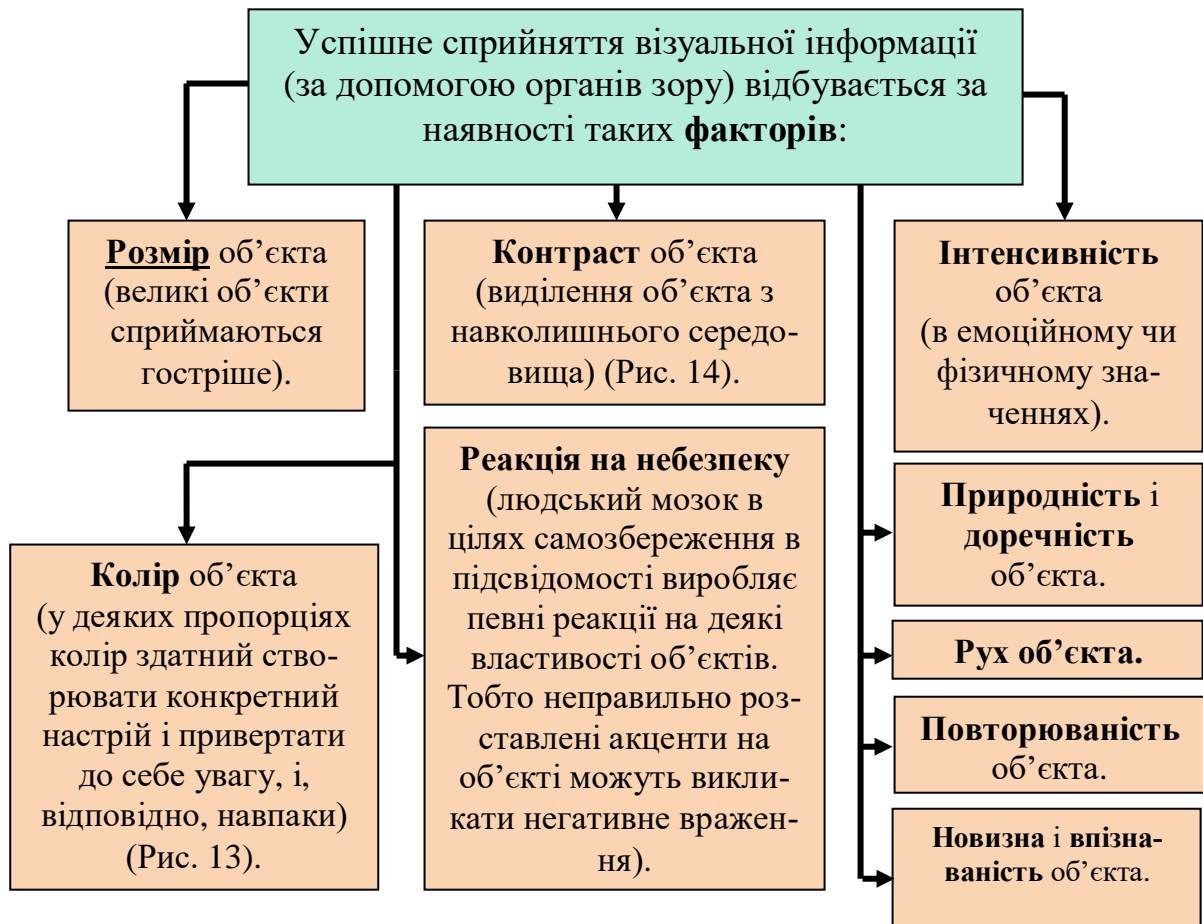 Успішне сприйняття візуальної інформації
(за допомогою органів зору) відбувається за
наявності таких факторів:
Розмір об’єкта
(великі об’єкти
сприймаються
гостріше).
Контраст об’єкта
(виділення об’єкта з
навколишнього середо-
вища) (Рис. 14).
Інтенсивність
об’єкта
(в емоційному чи
фізичному зна-
ченнях).
Колір об’єкта
(у деяких пропорціях
колір здатний ство-
рювати конкретний
настрій і привертати
до себе увагу, і,
відповідно, навпаки)
(Рис. 13).
Реакція на небезпеку
(людський мозок в
цілях самозбереження в
підсвідомості виробляє
певні реакції на деякі
властивості об’єктів.
Тобто неправильно роз-
ставлені акценти на
об’єкті можуть викли-
кати негативне вражен-
ня).
Природність і
доречність
об’єкта.
Рух об’єкта.
Повторюваність
об’єкта.
Новизна і впізна-
ваність об’єкта.